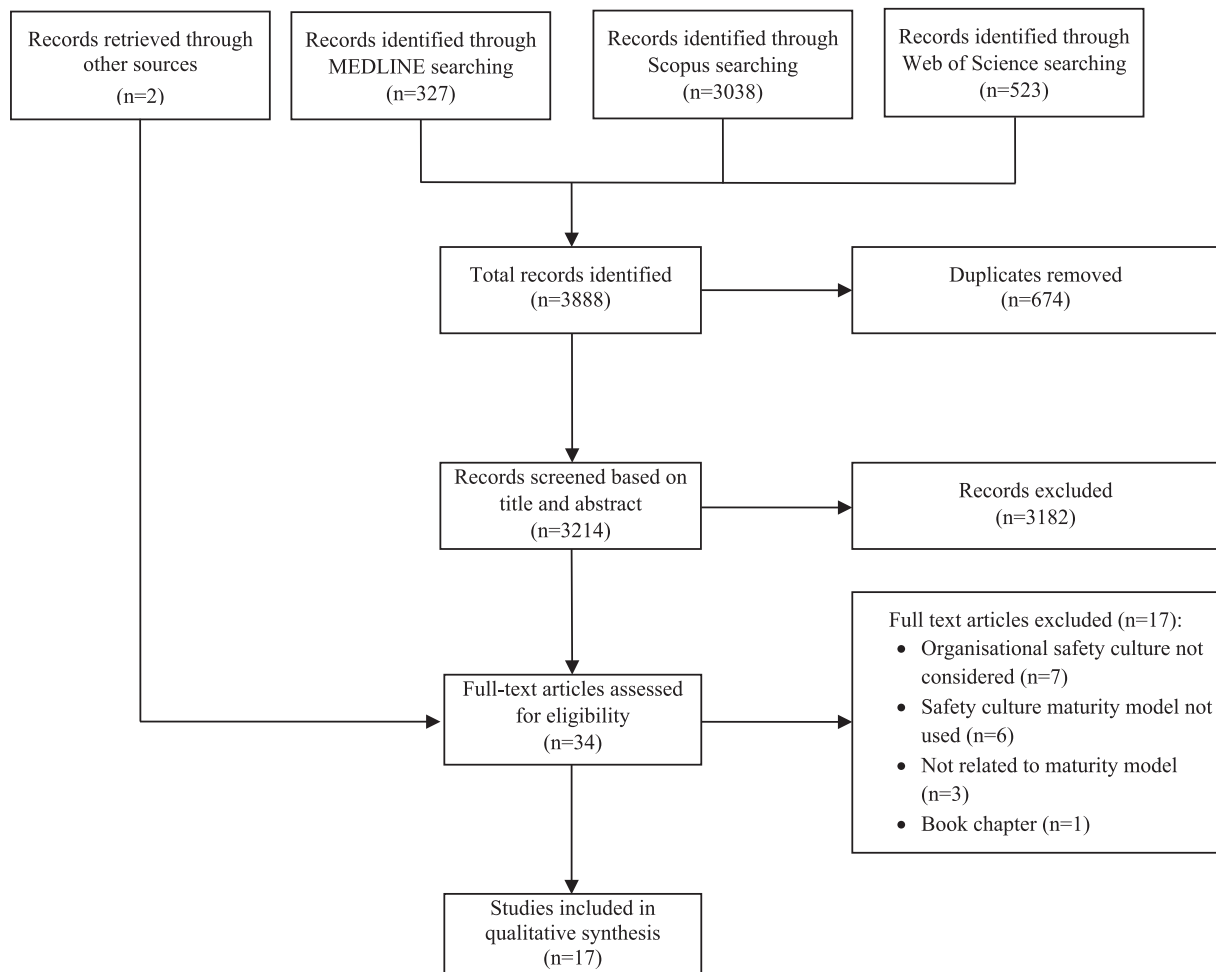 Records retrieved through
other sources
(n=2)
Records identified through
MEDLINE searching
(n=327)
Records identified through
Scopus searching
(n=3038)
Records identified through
Web of Science searching
(n=523)
Total records identified
(n=3888)
Duplicates removed
(n=674)
Records screened based on
title and abstract
(n=3214)
Records excluded
(n=3182)
Full-text articles assessed
for eligibility
(n=34)
Full text articles excluded (n=17):
• Organisational safety culture not
considered (n=7)
• Safety culture maturity model not
used (n=6)
• Not related to maturity model
(n=3)
• Book chapter (n=1)
Studies included in
qualitative synthesis
(n=17)